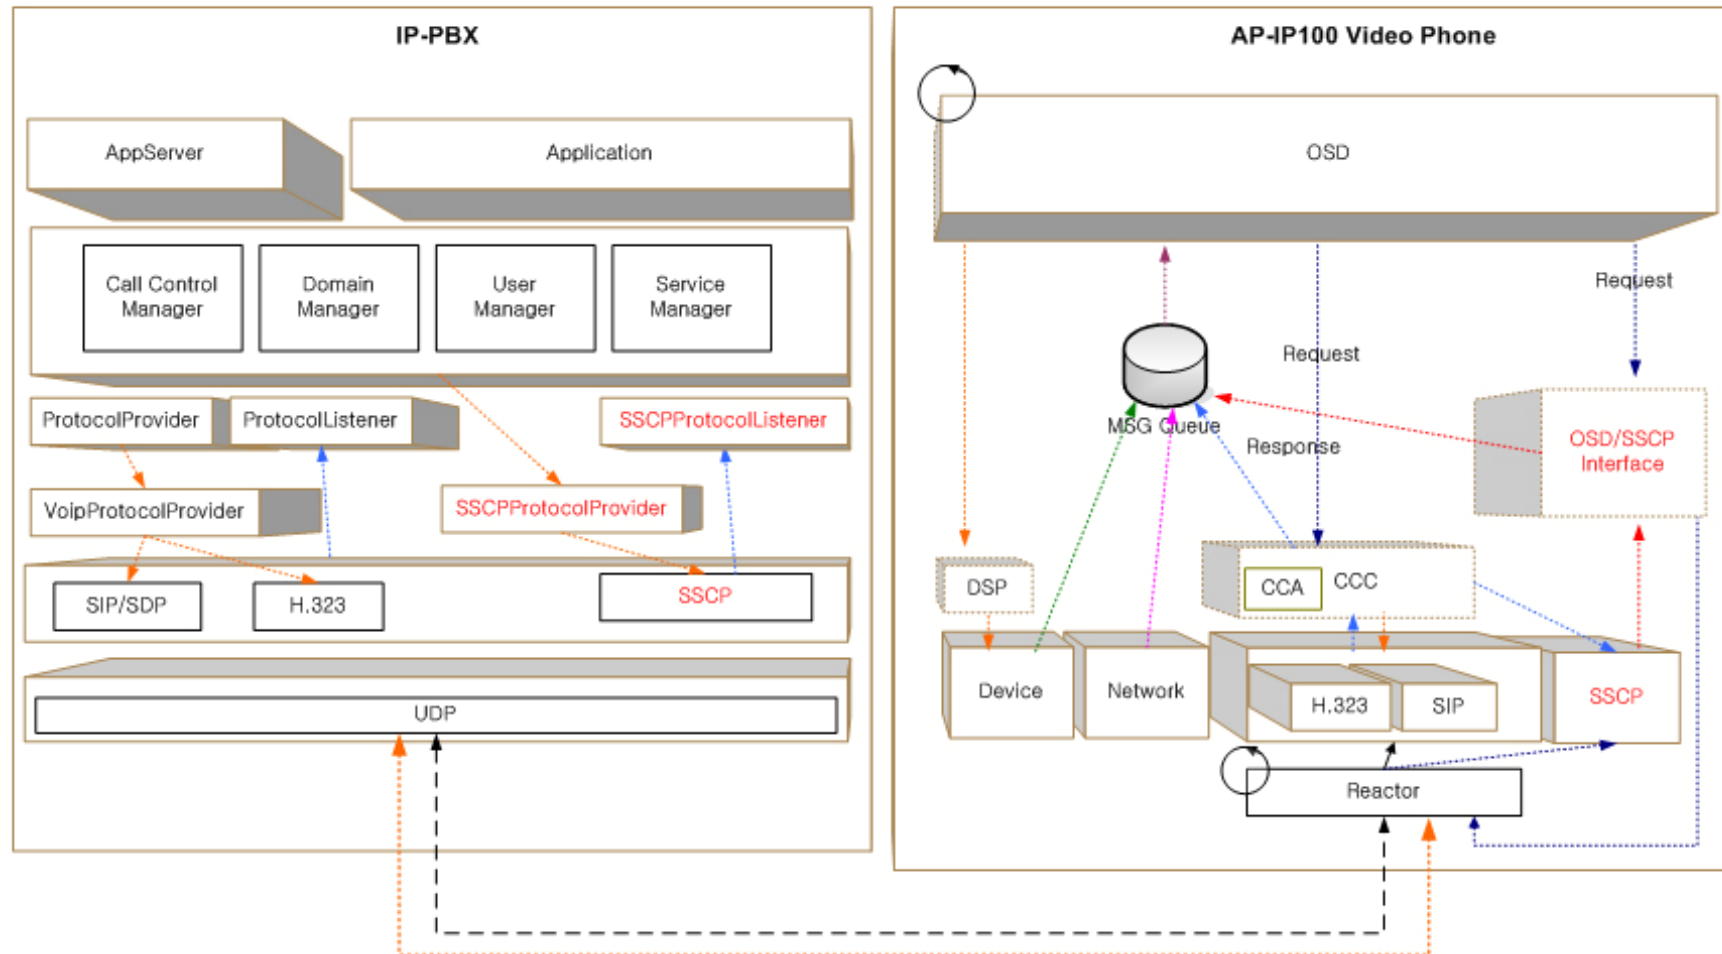 IP-PBX
AppServer
Application
Call Control
Manager
Domain
Manager
User
Manager
Service
Manager
ProtocolProvider
ProtocolListener
SSCPProtocolListener
VoipProtocolProvider
SSCPProtocolProvider
SIP/SDP
H.323
SSCP
UDP
AP-IP100 Video Phone
OSD
Request
Request
MSG Queue
Response
OSD/SSCP
Interface
DSP
CCA
CCC
Device
Network
H.323
SIP
SSCP
Reactor